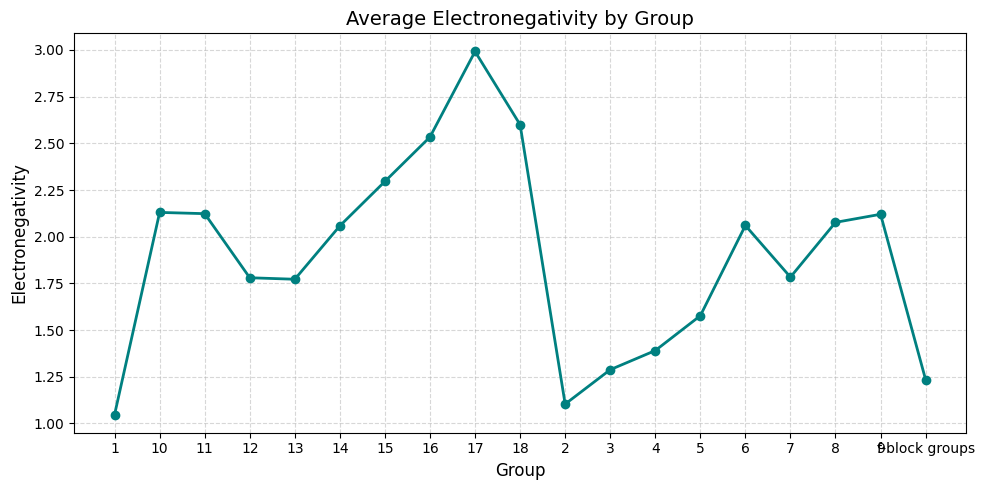 Average Electronegativity by Group
Electronegativity
3.00
2.75
2.50
2.25
2.00
1.75
1.50
1.25
1.00
1 10 11 12 13 14 15 16 17 18 2 3 4 5 6 7 8 9 f-block groups
Group